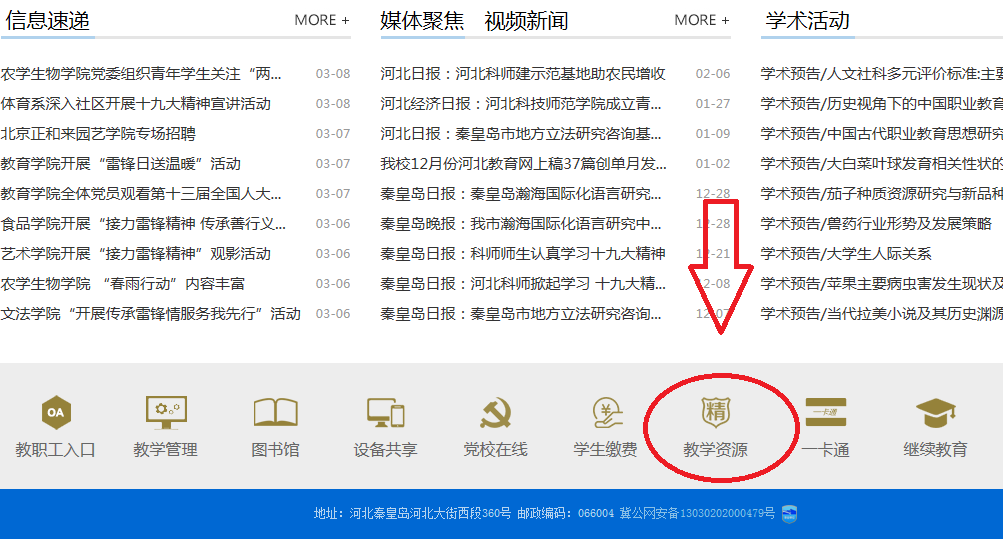 信息速递 MORE +
农学生物学院党委组织青年学生关注“两... 03-08
体育系深入社区开展十九大精神宣讲活动 03-08
北京正和来园艺学院专场招聘 03-07
教育学院开展“雷锋日送温暖”活动 03-07
教育学院全体党员观看第十三届全国人大... 03-07
食品学院开展“接力雷锋精神 传承善行义... 03-06
艺术学院开展“接力雷锋精神”观影活动 03-06
农学生物学院 “春雨行动”内容丰富 03-06
文法学院“开展传承雷锋情服务我先行”活动 03-06
媒体聚焦 视频新闻 MORE +
河北日报：河北科师建示范基地助农民增收 02-06
河北经济日报：河北科技师范学院成立青... 01-27
河北日报：秦皇岛市地方立法研究咨询基... 01-09
我校12月份河北教育网上稿37篇创单月发... 01-02
秦皇岛日报：秦皇岛瀚海国际化语言研究... 12-28
秦皇岛晚报：我市瀚海国际化语言研究中... 12-28
秦皇岛日报：科师师生认真学习十九大精神 12-21
秦皇岛日报：河北科师掀起学习 十九大精... 12-08
秦皇岛日报：秦皇岛市地方立法研究咨询... 12-07
学术活动
学术预告/人文社科多元评价标准:主要
学术预告/历史视角下的中国职业教育
学术预告/中国古代职业教育思想研究
学术预告/大白菜叶球发育相关性状的
学术预告/茄子种质资源研究与新品种
学术预告/兽药行业形势及发展策略
学术预告/大学生人际关系
学术预告/苹果主要病虫害发生现状及
学术预告/当代拉美小说及其历史渊源
OA
教职工入口
教学管理
图书馆
设备共享
党校在线
学生缴费
精
教学资源
一卡通
一卡通
继续教育
地址：河北秦皇岛河北大街西段360号 邮政编码：066004 冀公网安备13030202000479号